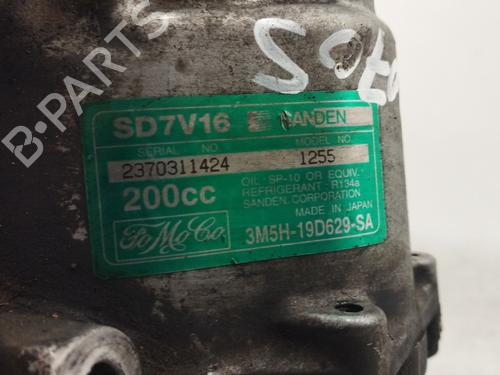 B-PARTS
SD7V16 SANDEN
SERIAL NO. MODEL NO.
2370311424 1255
200cc
OIL : SP-10 OR EQUIV.
REFRIGERANT : R134a
SANDEN CORPORATION
MADE IN JAPAN
FoMoCo
3M5H-19D629-SA